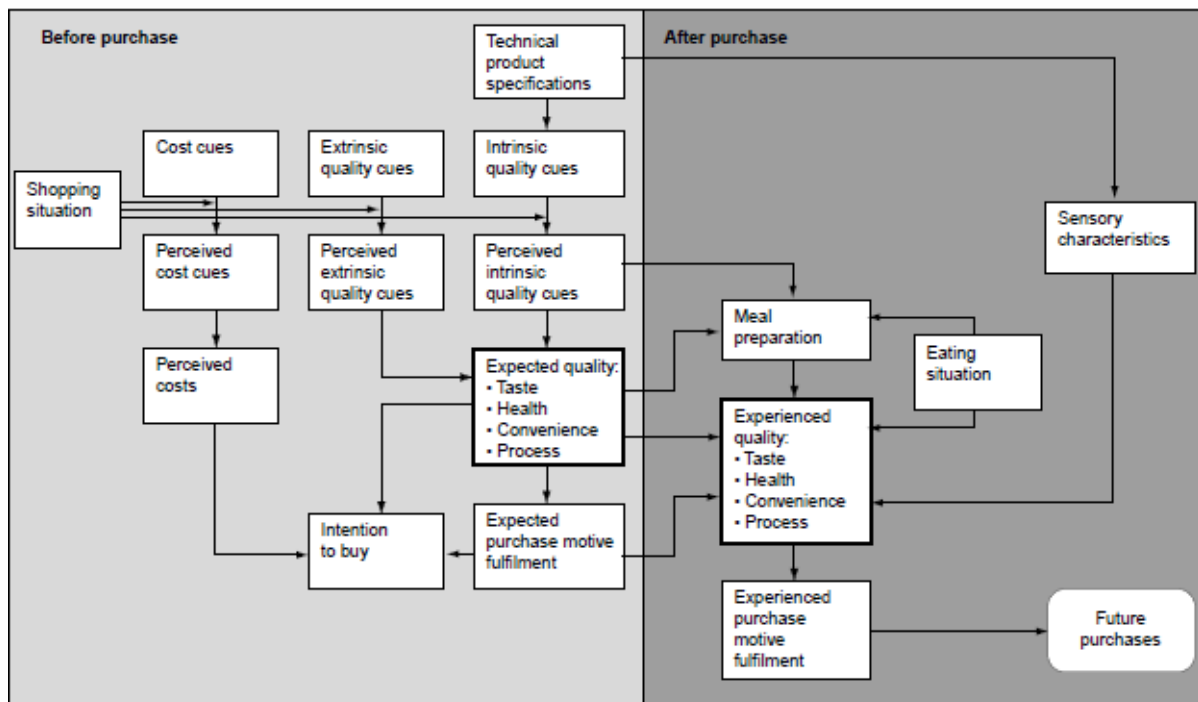 Before purchase
After purchase
Technical
product
specifications
Cost cues
Extrinsic
quality cues
Intrinsic
quality cues
Shopping
situation
Sensory
characteristics
Perceived
cost cues
Perceived
extrinsic
quality cues
Perceived
intrinsic
quality cues
Meal
preparation
Eating
situation
Perceived
costs
Expected quality:
• Taste
• Health
• Convenience
• Process
Experienced
quality:
• Taste
• Health
• Convenience
• Process
Intention
to buy
Expected
purchase motive
fulfilment
Experienced
purchase
motive
fulfilment
Future
purchases